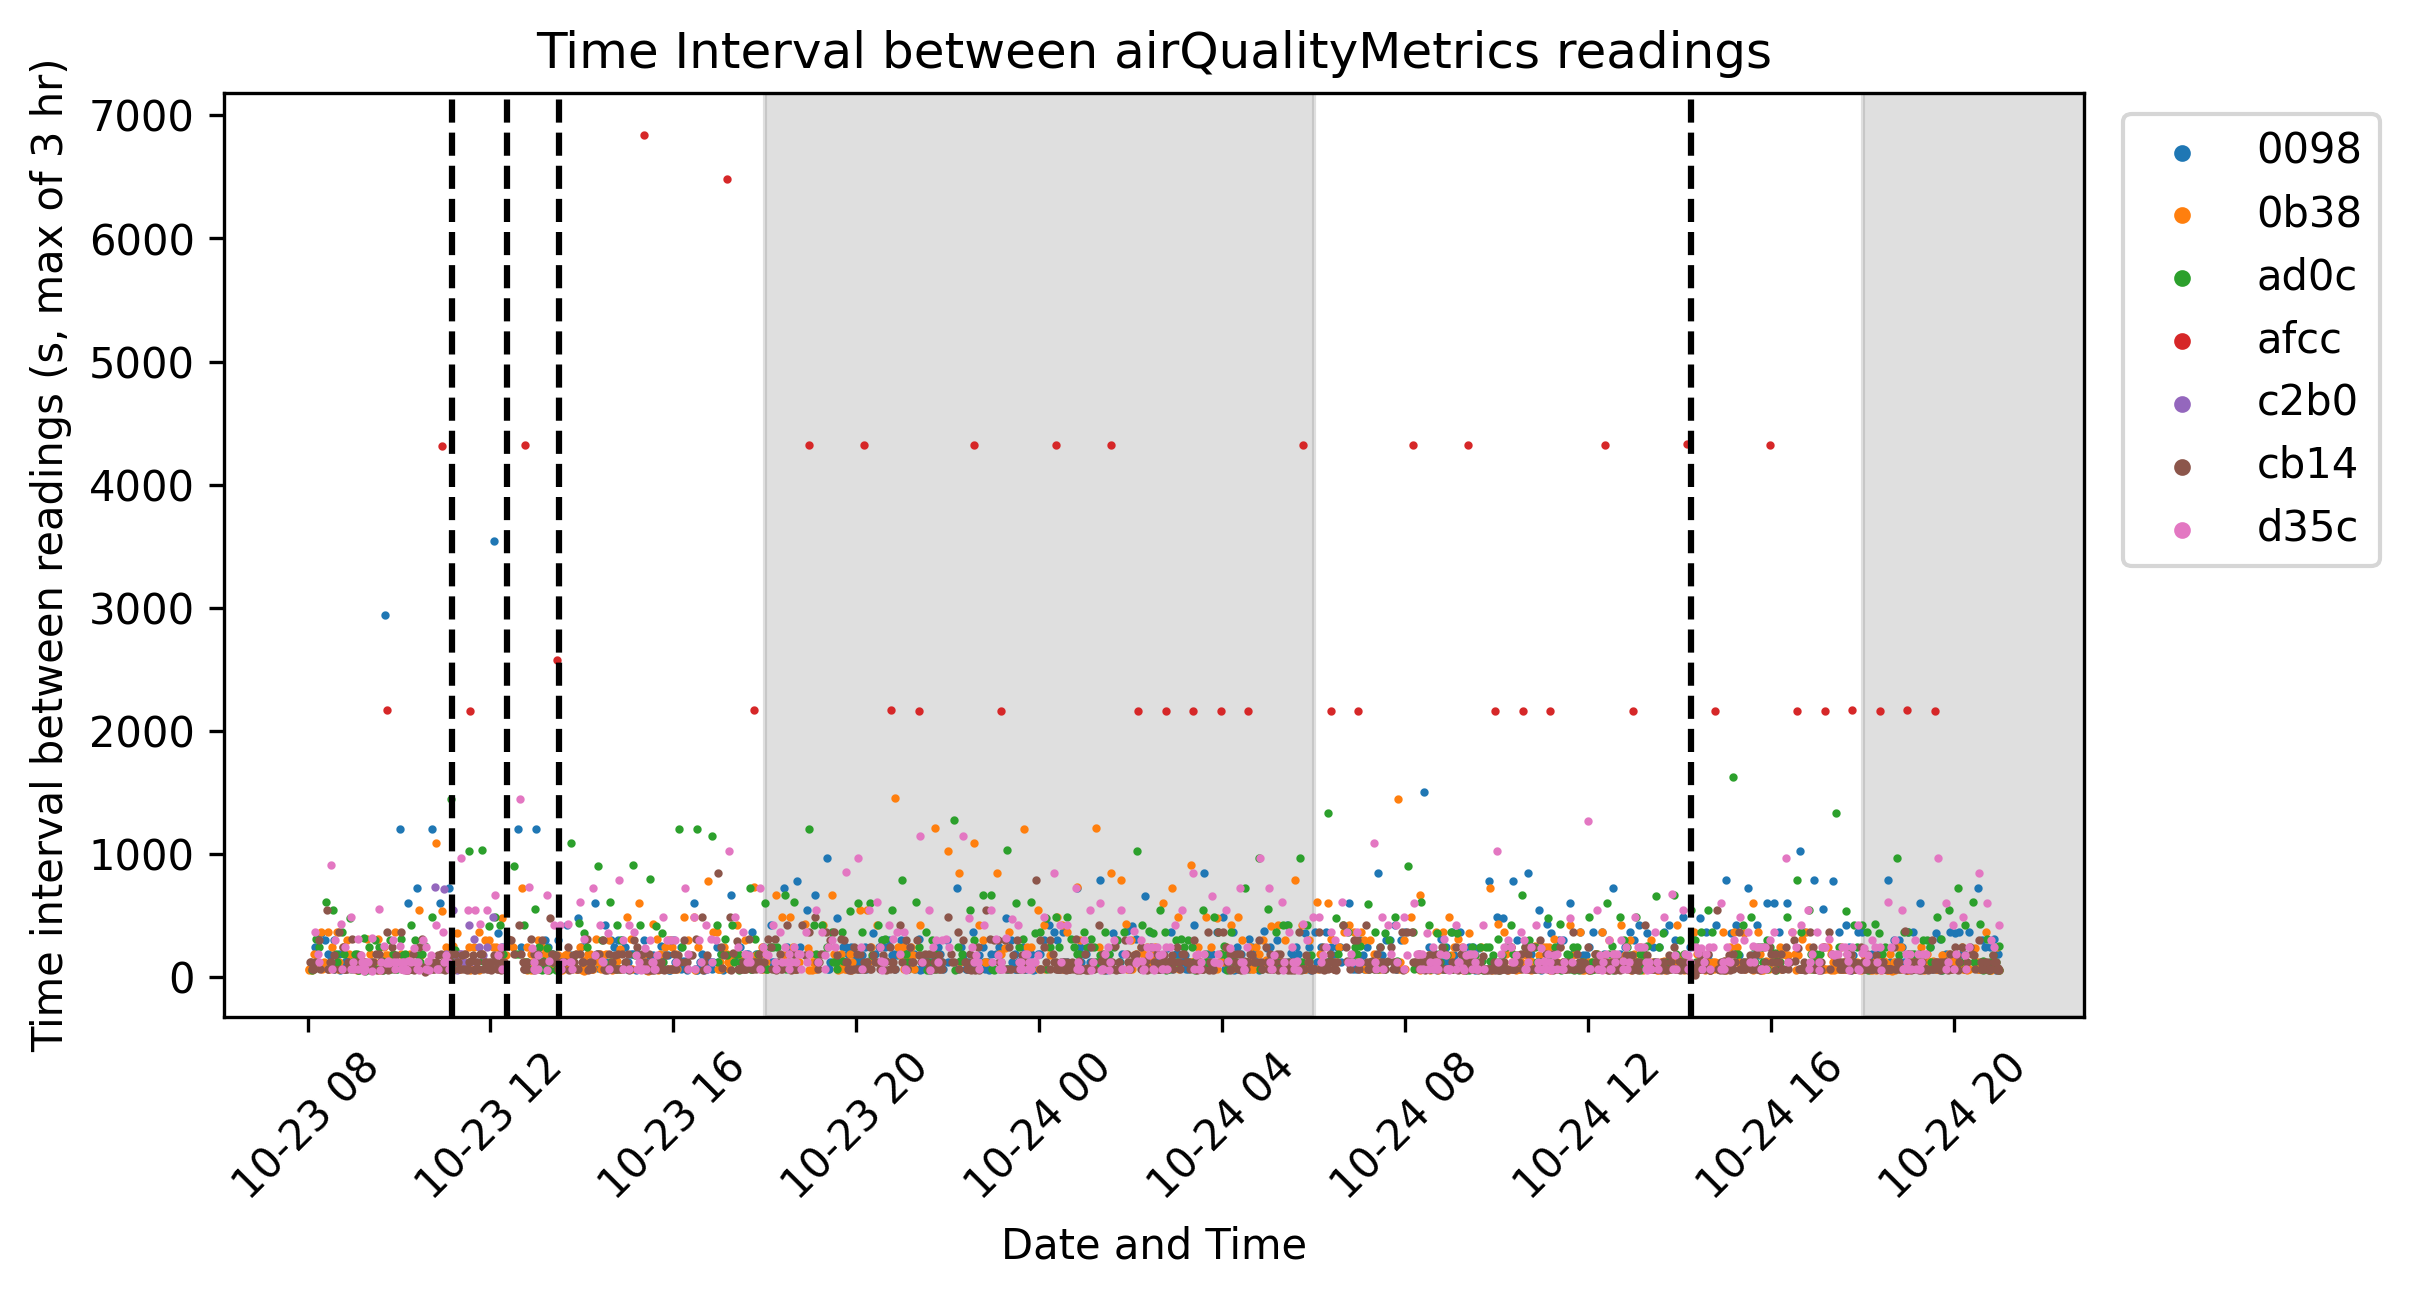 Time Interval between airQualityMetrics readings
Time interval between readings (s, max of 3 hr)
7000
6000
5000
4000
3000
2000
1000
0
10-23 08
10-23 12
10-23 16
10-23 20
10-24 00
10-24 04
10-24 08
10-24 12
10-24 16
10-24 20
Date and Time
0098
0b38
ad0c
afcc
c2b0
cb14
d35c